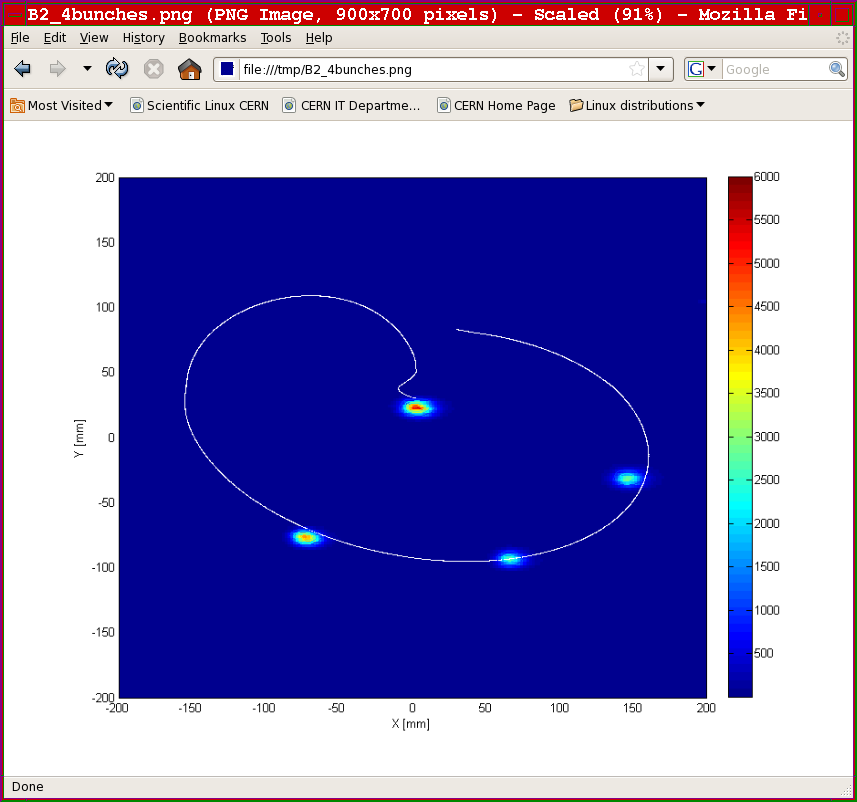 B2_4bunches.png (PNG Image, 900x700 pixels) - Scaled (91%) - Mozilla Fi
File Edit View History Bookmarks Tools Help
file:///tmp/B2_4bunches.png
G Google
Most Visited Scientific Linux CERN CERN IT Departme... CERN Home Page Linux distributions
200
150
100
50
0
-50
-100
-150
-200
Y [mm]
-200 -150 -100 -50 0 50 100 150 200
X [mm]
6000
5500
5000
4500
4000
3500
3000
2500
2000
1500
1000
500
Done